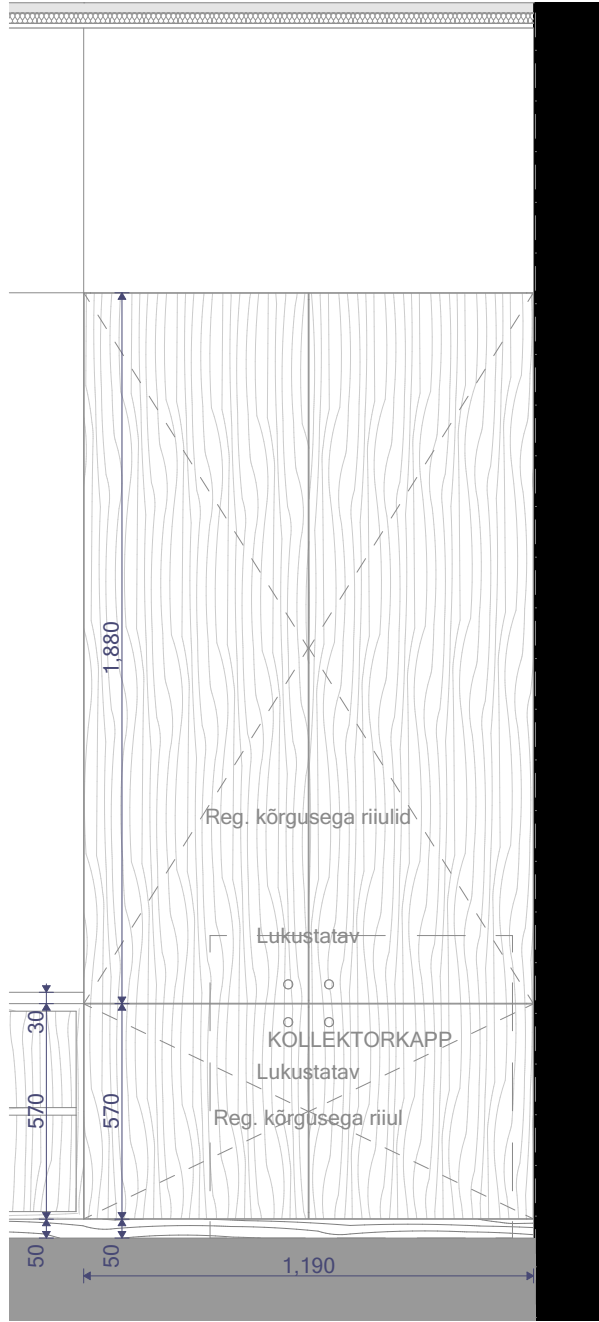 1,880
Reg. kõrgusega riiulid
Lukustatav
30
KOLLEKTORKAPP
Lukustatav
570
570
Reg. kõrgusega riiul
50
50
1,190